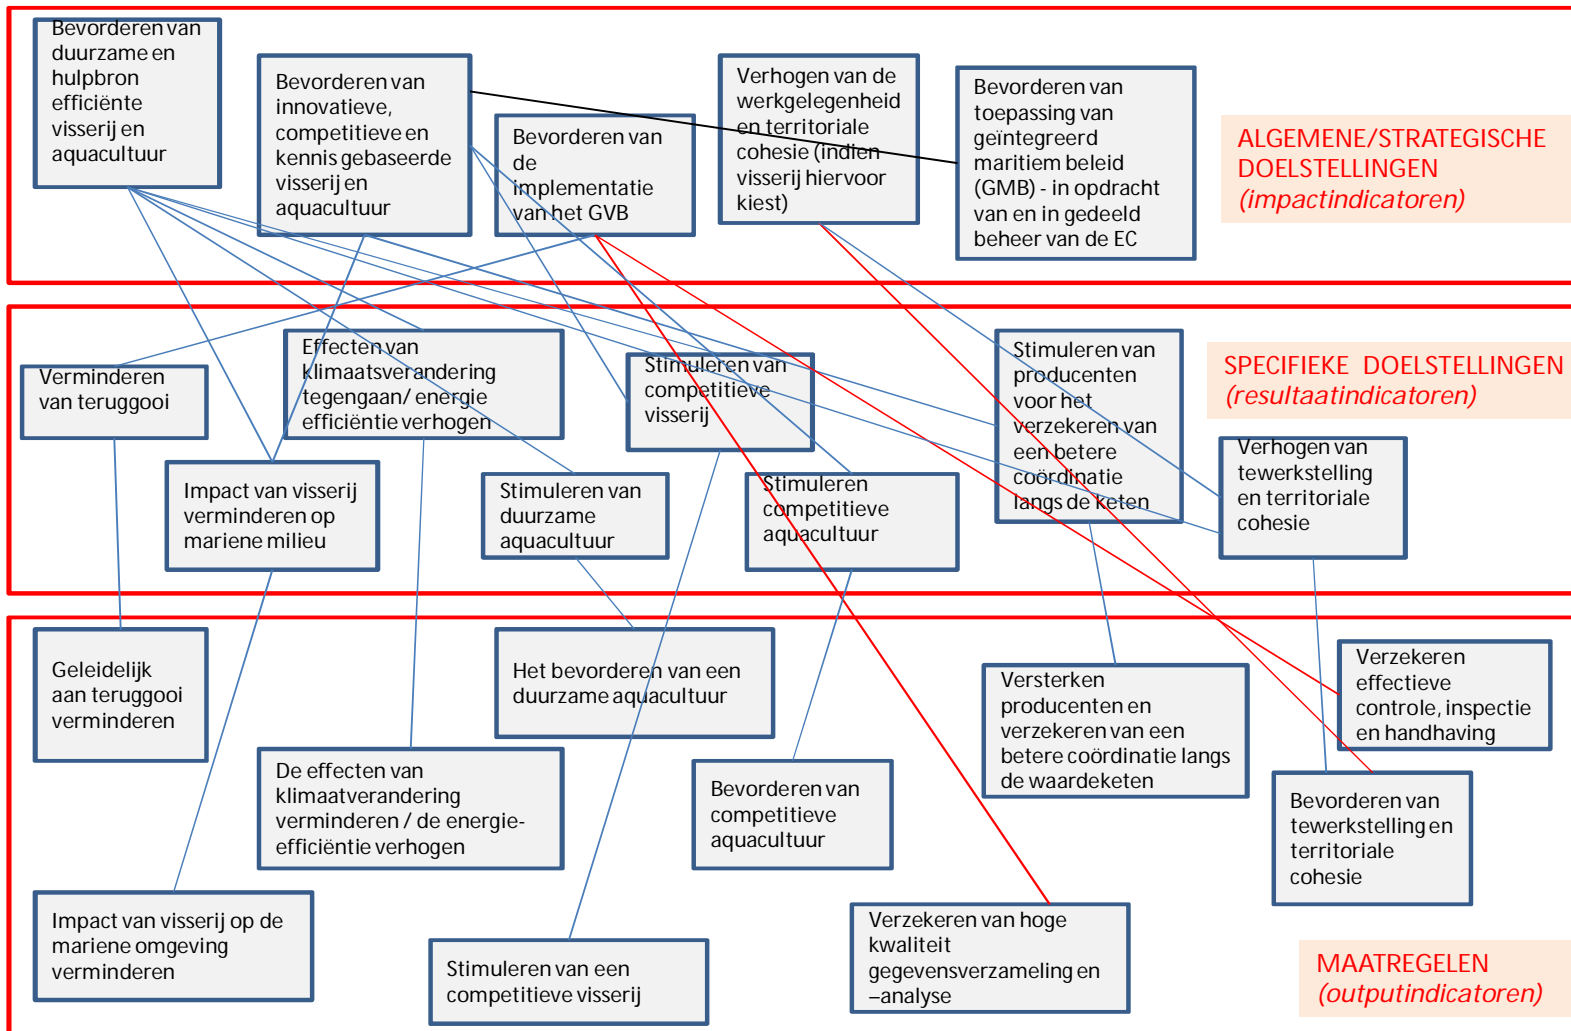 Bevorderen van
duurzame en
hulpbron
efficiënte
visserij en
aquacultuur
Bevorderen van
innovatieve,
competitieve en
kennis gebaseerde
visserij en
aquacultuur
Bevorderen van
de
implementatie
van het GVB
Verhogen van de
werkgelegenheid
en territoriale
cohesie (indien
visserij hiervoor
kiest)
Bevorderen van
toepassing van
geïntegreerd
maritiem beleid
(GMB) - in opdracht
van en in gedeeld
beheer van de EC
ALGEMENE/STRATEGISCHE
DOELSTELLINGEN
(impactindicatoren)
Verminderen
van teruggooi
Effecten van
klimaatsverandering
tegengaan/ energie
efficiëntie verhogen
Stimuleren van
competitieve
visserij
Stimuleren van
producenten
voor het
verzekeren van
een betere
coördinatie
langs de keten
SPECIFIEKE DOELSTELLINGEN
(resultaatindicatoren)
Impact van visserij
verminderen op
mariene milieu
Stimuleren van
duurzame
aquacultuur
Stimuleren
competitieve
aquacultuur
Verhogen van
tewerkstelling
en territoriale
cohesie
Geleidelijk
aan teruggooi
verminderen
Het bevorderen van een
duurzame aquacultuur
Versterken
producenten en
verzekeren van een
betere coördinatie langs
de waardeketen
Verzekeren
effectieve
controle, inspectie
en handhaving
De effecten van
klimaatverandering
verminderen / de energie-
efficiëntie verhogen
Bevorderen van
competitieve
aquacultuur
Bevorderen van
tewerkstelling en
territoriale
cohesie
Impact van visserij op de
mariene omgeving
verminderen
Stimuleren van een
competitieve visserij
Verzekeren van hoge
kwaliteit
gegevensverzameling en
–analyse
MAATREGELEN
(outputindicatoren)